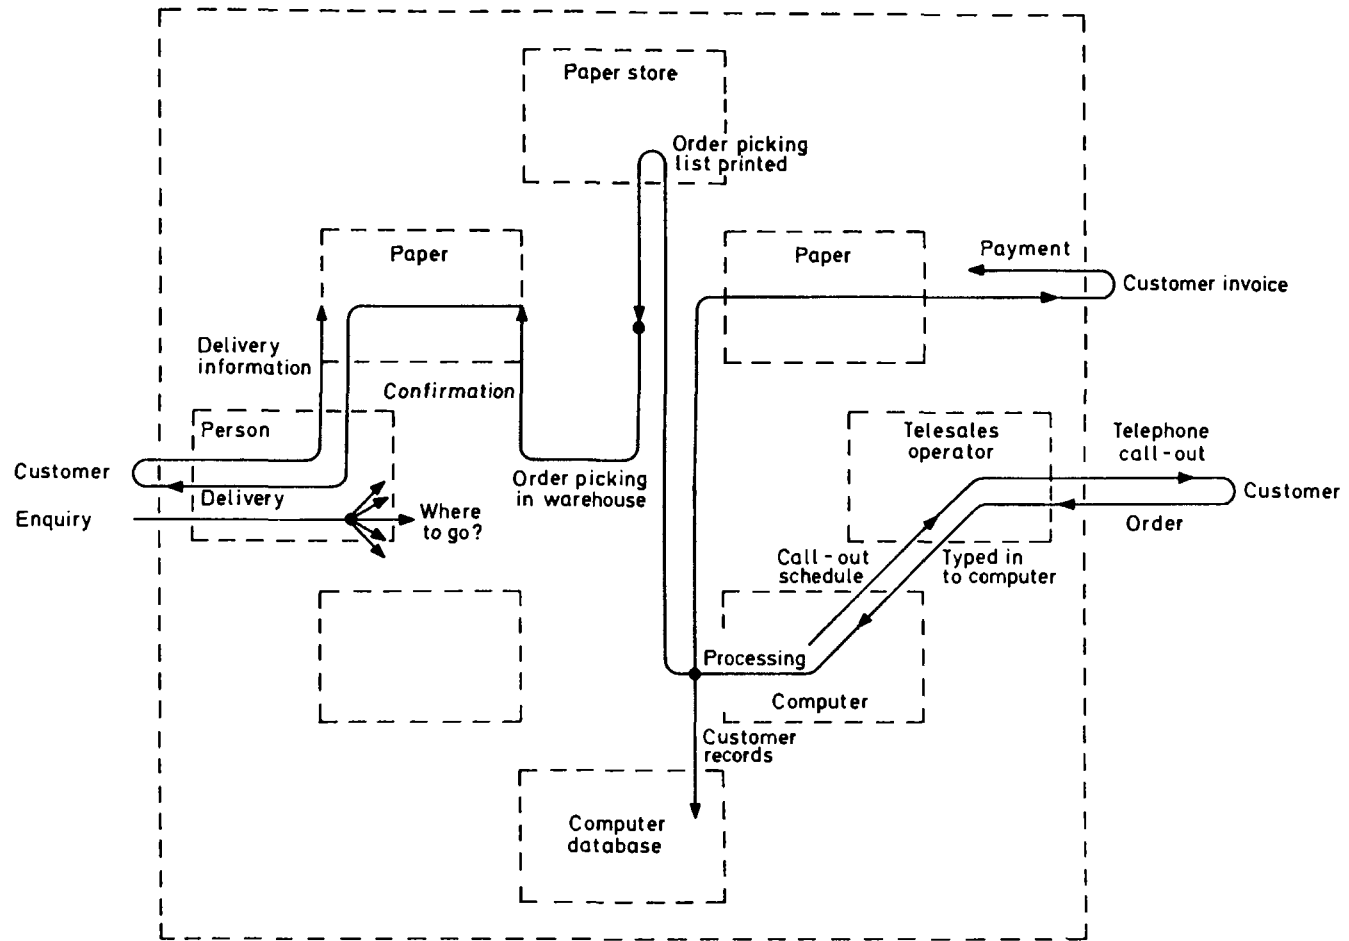 Paper store
Order picking
list printed
Paper
Paper
Payment
Customer invoice
Delivery
information
Confirmation
Person
Telesales
operator
Telephone
call-out
Customer
Delivery
Order picking
in warehouse
Customer
Enquiry
Where
to go?
Order
Call-out
schedule
Typed in
to computer
Processing
Computer
Customer
records
Computer
database